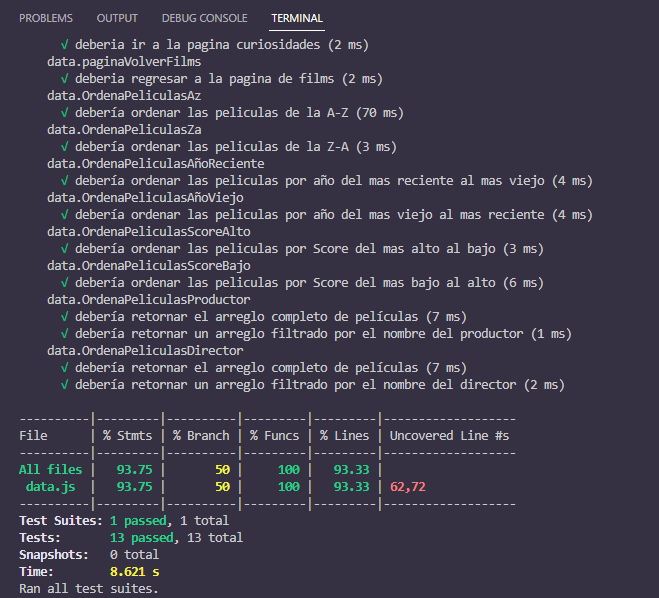 PROBLEMS OUTPUT DEBUG CONSOLE TERMINAL
√ deberia ir a la pagina curiosidades (2 ms)
data.paginaVolverFilms
√ deberia regresar a la pagina de films (2 ms)
data.OrdenaPeliculasAz
√ debería ordenar las peliculas de la A-Z (70 ms)
data.OrdenaPeliculasZa
√ debería ordenar las peliculas de la Z-A (3 ms)
data.OrdenaPeliculasAñoReciente
√ debería ordenar las peliculas por año del mas reciente al mas viejo (4 ms)
data.OrdenaPeliculasAñoViejo
√ debería ordenar las peliculas por año del mas viejo al mas reciente (4 ms)
data.OrdenaPeliculasScoreAlto
√ debería ordenar las peliculas por Score del mas alto al bajo (3 ms)
data.OrdenaPeliculasScoreBajo
√ debería ordenar las peliculas por Score del mas bajo al alto (6 ms)
data.OrdenaPeliculasProductor
√ debería retornar el arreglo completo de películas (7 ms)
√ debería retornar un arreglo filtrado por el nombre del productor (1 ms)
data.OrdenaPeliculasDirector
√ debería retornar el arreglo completo de películas (7 ms)
√ debería retornar un arreglo filtrado por el nombre del director (2 ms)
----------|---------|----------|---------|---------|-------------------
File      | % Stmts | % Branch | % Funcs | % Lines | Uncovered Line #s
----------|---------|----------|---------|---------|-------------------
All files |   93.75 |       50 |     100 |   93.33 |
 data.js  |   93.75 |       50 |     100 |   93.33 | 62,72
----------|---------|----------|---------|---------|-------------------
Test Suites: 1 passed, 1 total
Tests:       13 passed, 13 total
Snapshots:   0 total
Time:        8.621 s
Ran all test suites.